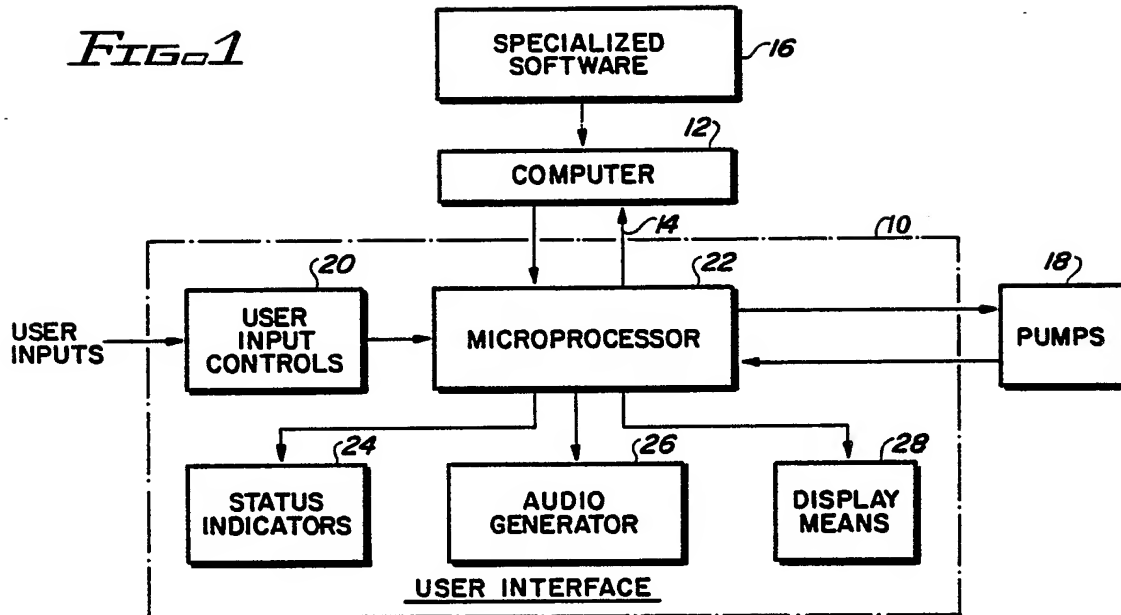 FIG. 1
SPECIALIZED
SOFTWARE
16
12
COMPUTER
14
10
20
22
18
USER
INPUTS
USER
INPUT
CONTROLS
MICROPROCESSOR
PUMPS
24
26
28
STATUS
INDICATORS
AUDIO
GENERATOR
DISPLAY
MEANS
USER INTERFACE